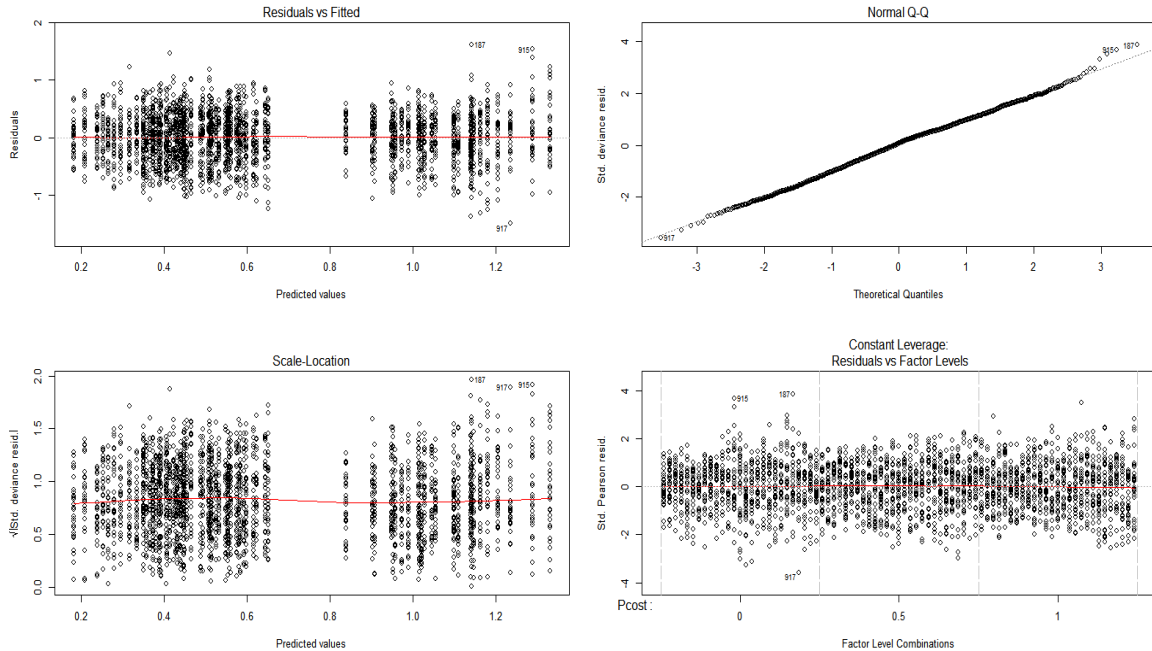 Residuals vs Fitted
Residuals
2
1
0
-1
187
915
917
0.2 0.4 0.6 0.8 1.0 1.2
Predicted values
Normal Q-Q
Std. deviance resid.
4
2
0
-2
915 187
917
-3 -2 -1 0 1 2 3
Theoretical Quantiles
Scale-Location
√|Std. deviance resid.|
2.0
1.5
1.0
0.5
0.0
187
917
915
0.2 0.4 0.6 0.8 1.0 1.2
Predicted values
Constant Leverage:
Residuals vs Factor Levels
Std. Pearson resid.
4
2
0
-2
-4
915
187
917
Pcost :
0 0.5 1
Factor Level Combinations